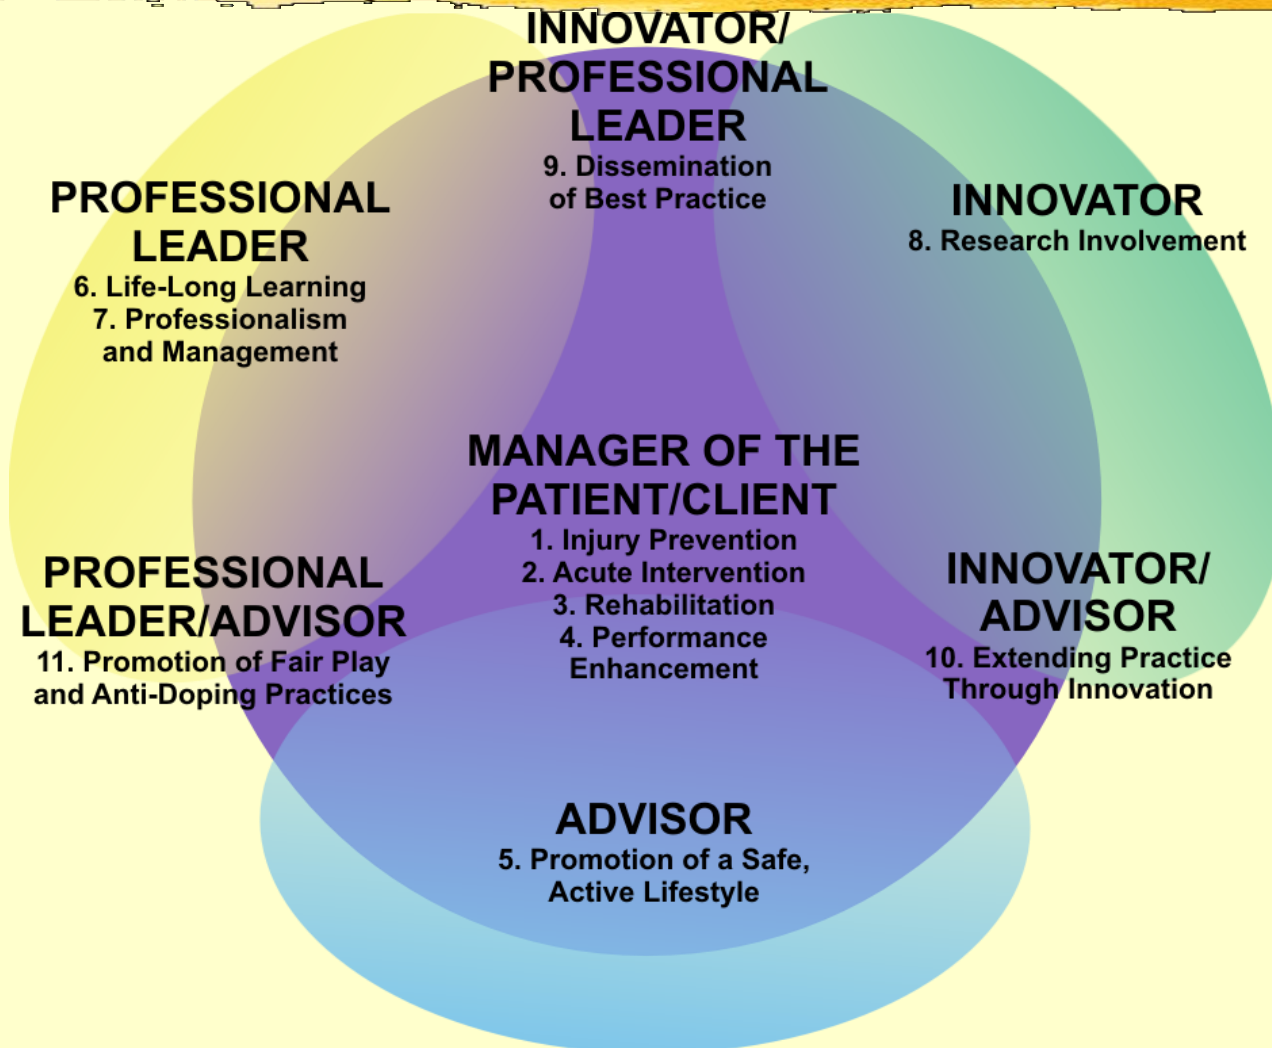 INNOVATOR/
PROFESSIONAL
LEADER
9. Dissemination
of Best Practice
PROFESSIONAL
LEADER
6. Life-Long Learning
7. Professionalism
and Management
INNOVATOR
8. Research Involvement
MANAGER OF THE
PATIENT/CLIENT
1. Injury Prevention
2. Acute Intervention
3. Rehabilitation
4. Performance
Enhancement
PROFESSIONAL
LEADER/ADVISOR
11. Promotion of Fair Play
and Anti-Doping Practices
INNOVATOR/
ADVISOR
10. Extending Practice
Through Innovation
ADVISOR
5. Promotion of a Safe,
Active Lifestyle